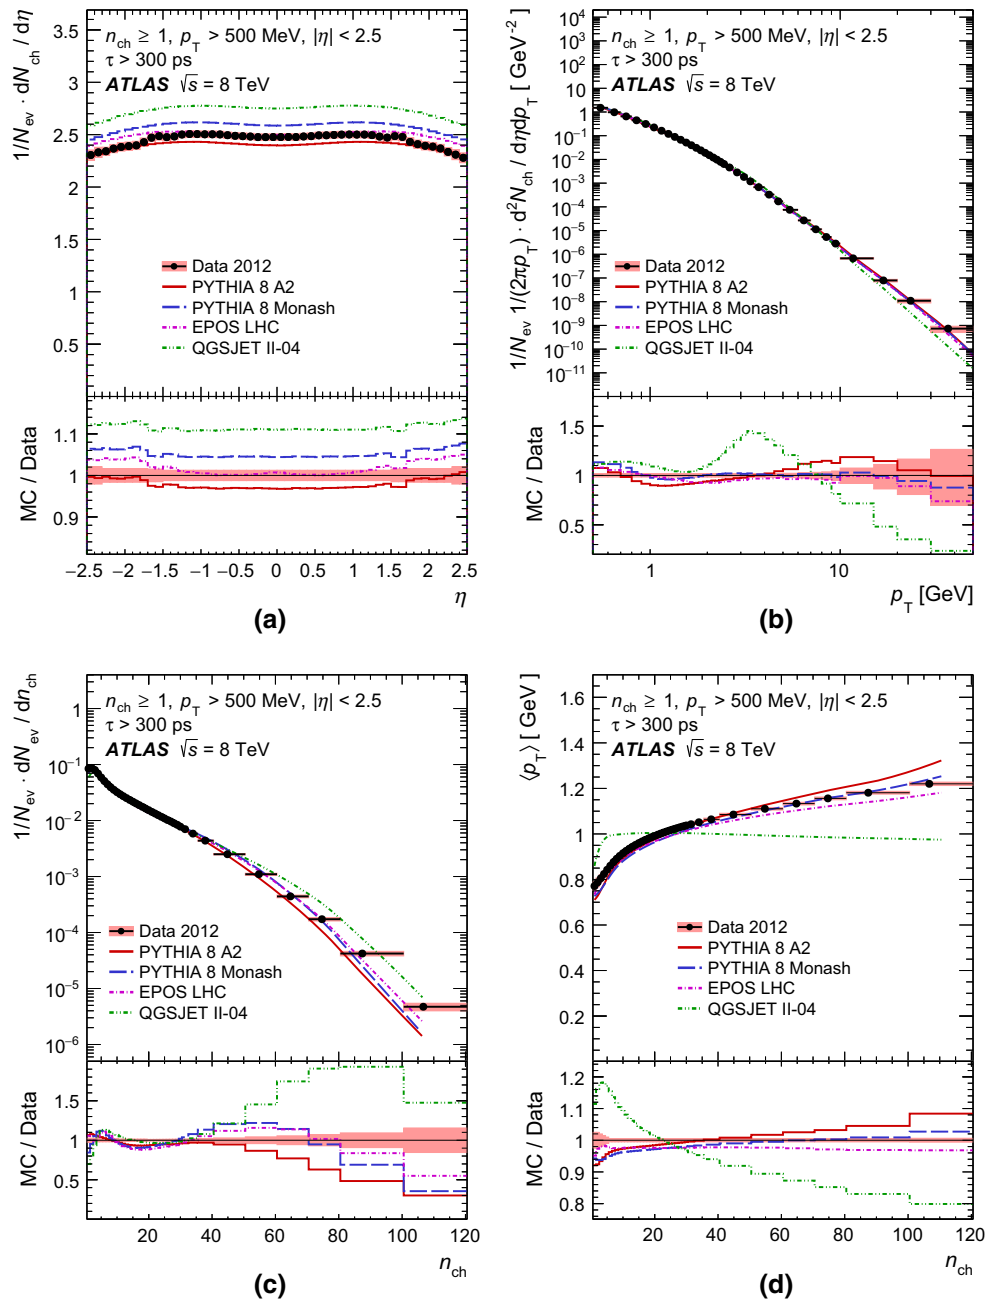 1/N_ev · dN_ch / dη
3.5
3
2.5
2
1.5
1
0.5
n_ch ≥ 1, p_T > 500 MeV, |η| < 2.5
τ > 300 ps
ATLAS √s = 8 TeV
Data 2012
PYTHIA 8 A2
PYTHIA 8 Monash
EPOS LHC
QGSJET II-04
MC / Data
1.1
1
0.9
−2.5 −2 −1.5 −1 −0.5 0 0.5 1 1.5 2 2.5
η
(a)
1/N_ev 1/(2πp_T) · d²N_ch / dηdp_T [ GeV⁻² ]
10⁴
10³
10²
10
1
10⁻¹
10⁻²
10⁻³
10⁻⁴
10⁻⁵
10⁻⁶
10⁻⁷
10⁻⁸
10⁻⁹
10⁻¹⁰
10⁻¹¹
n_ch ≥ 1, p_T > 500 MeV, |η| < 2.5
τ > 300 ps
ATLAS √s = 8 TeV
Data 2012
PYTHIA 8 A2
PYTHIA 8 Monash
EPOS LHC
QGSJET II-04
MC / Data
1.5
1
0.5
1 10
p_T [GeV]
(b)
1/N_ev · dN_ev / dn_ch
1
10⁻¹
10⁻²
10⁻³
10⁻⁴
10⁻⁵
10⁻⁶
n_ch ≥ 1, p_T > 500 MeV, |η| < 2.5
τ > 300 ps
ATLAS √s = 8 TeV
Data 2012
PYTHIA 8 A2
PYTHIA 8 Monash
EPOS LHC
QGSJET II-04
MC / Data
1.5
1
0.5
20 40 60 80 100 120
n_ch
(c)
⟨p_T⟩ [ GeV ]
1.6
1.4
1.2
1
0.8
0.6
0.4
0.2
n_ch ≥ 1, p_T > 500 MeV, |η| < 2.5
τ > 300 ps
ATLAS √s = 8 TeV
Data 2012
PYTHIA 8 A2
PYTHIA 8 Monash
EPOS LHC
QGSJET II-04
MC / Data
1.2
1.1
1
0.9
0.8
20 40 60 80 100 120
n_ch
(d)